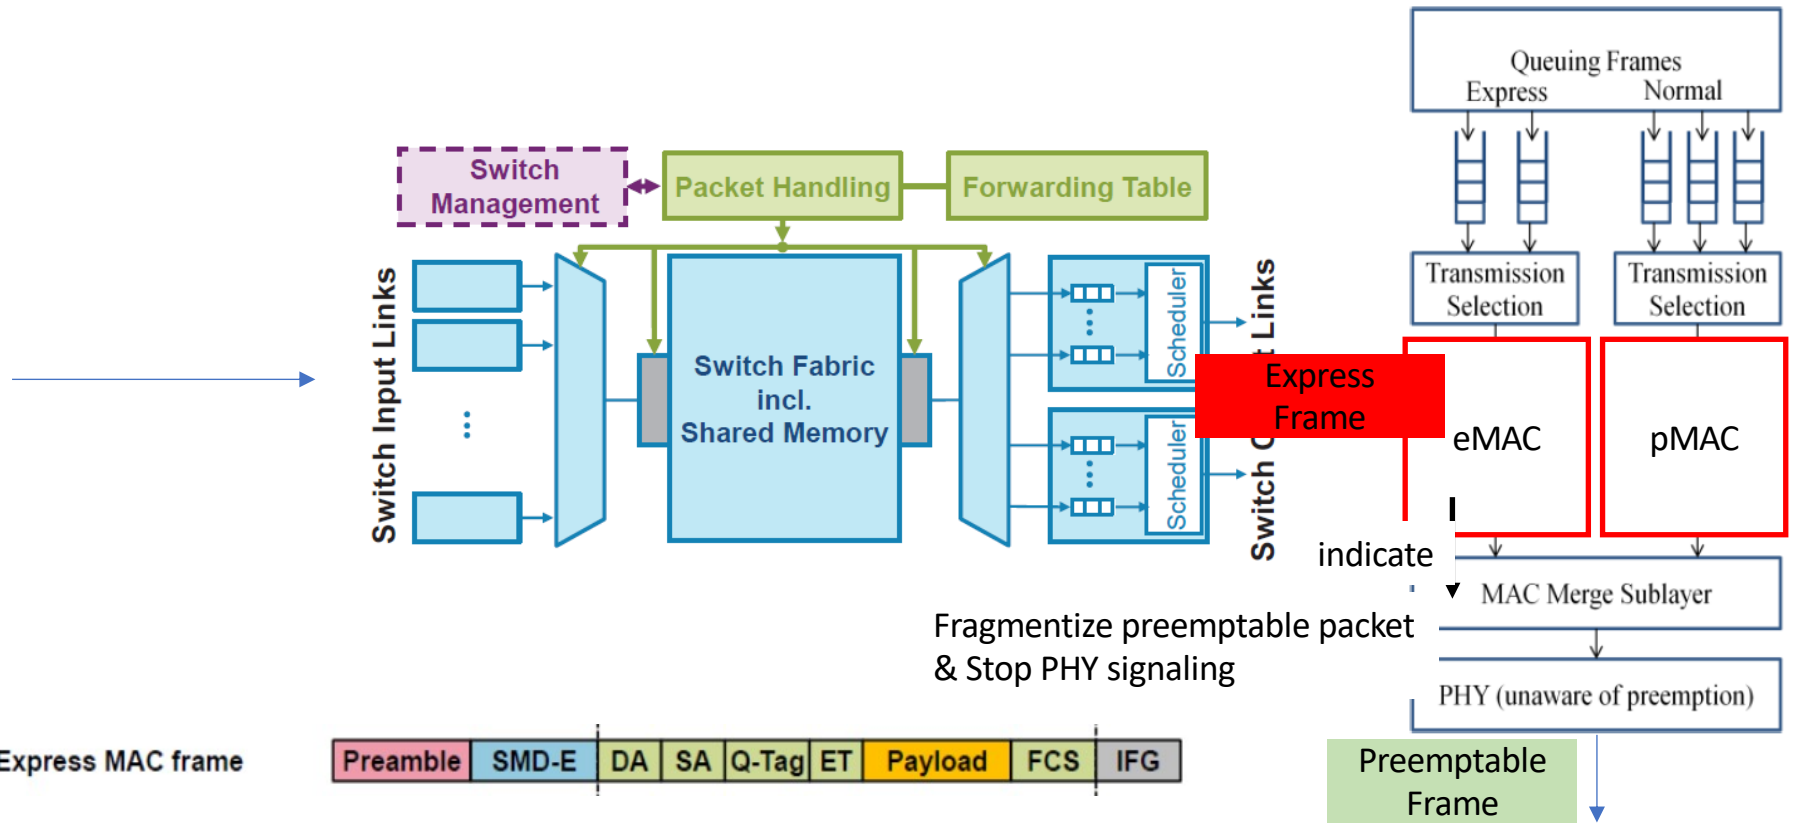 Queuing Frames
Express
Normal
Switch
Management
Packet Handling
Forwarding Table
Switch Input Links
Switch Fabric
incl.
Shared Memory
Scheduler
Scheduler
Links
Switch
Transmission
Selection
Transmission
Selection
Express
Frame
eMAC
pMAC
indicate
MAC Merge Sublayer
Fragmentize preemptable packet
& Stop PHY signaling
PHY (unaware of preemption)
Express MAC frame
Preamble
SMD-E
DA
SA
Q-Tag
ET
Payload
FCS
IFG
Preemptable
Frame